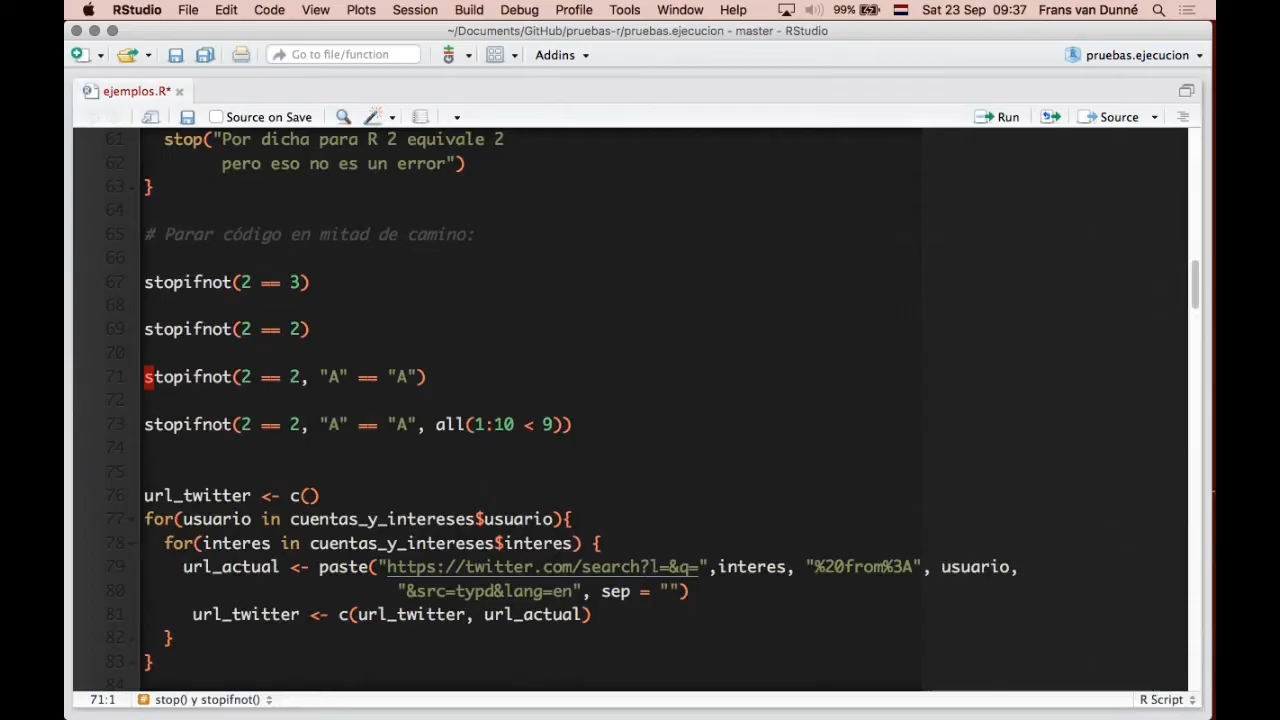 RStudio File Edit Code View Plots Session Build Debug Profile Tools Window Help 99% Sat 23 Sep 09:37 Frans van Dunné
~/Documents/GitHub/pruebas-r/pruebas.ejecucion - master - RStudio
Go to file/function Addins pruebas.ejecucion
ejemplos.R*
Source on Save Run Source
61 stop("Por dicha para R 2 equivale 2
62 pero eso no es un error")
63 }
64
65 # Parar código en mitad de camino:
66
67 stopifnot(2 == 3)
68
69 stopifnot(2 == 2)
70
71 stopifnot(2 == 2, "A" == "A")
72
73 stopifnot(2 == 2, "A" == "A", all(1:10 < 9))
74
75
76 url_twitter <- c()
77 for(usuario in cuentas_y_intereses$usuario){
78 for(interes in cuentas_y_intereses$interes) {
79 url_actual <- paste("https://twitter.com/search?l=&q=",interes, "%20from%3A", usuario,
80 "&src=typd&lang=en", sep = "")
81 url_twitter <- c(url_twitter, url_actual)
82 }
83 }
84
71:1 # stop() y stopifnot() R Script